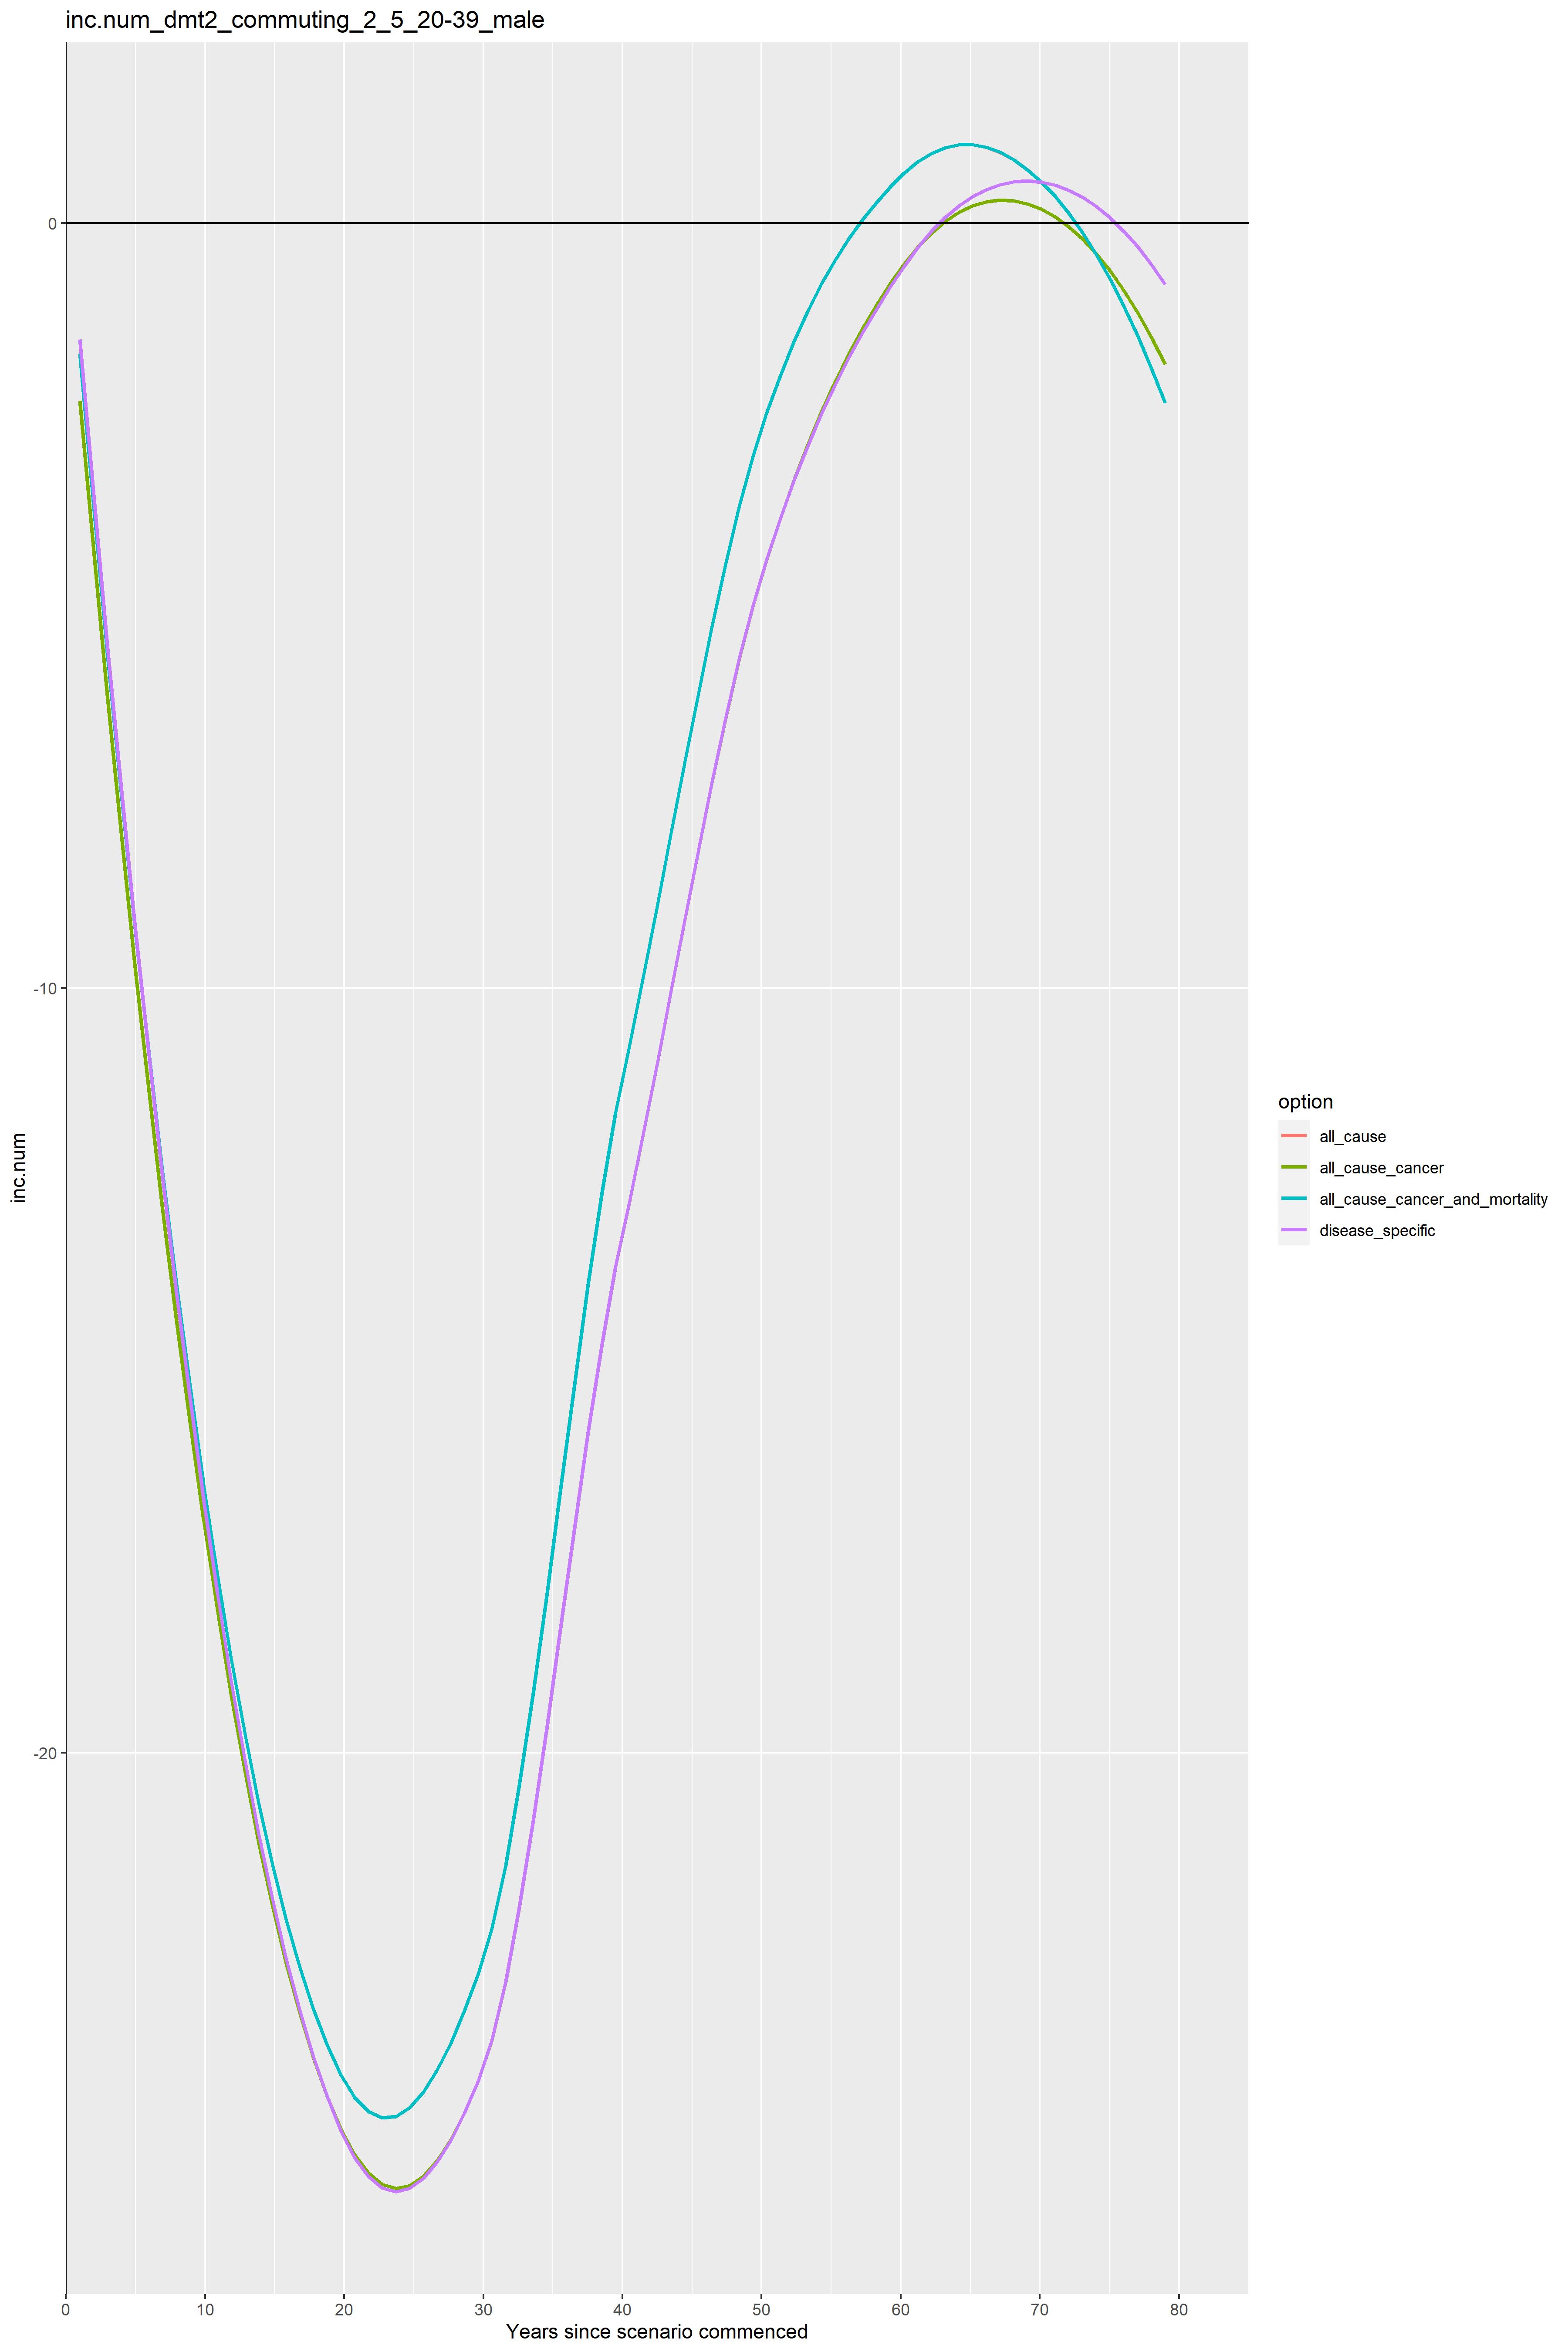 inc.num_dmt2_commuting_2_5_20-39_male
0
-10
-20
inc.num
0 10 20 30 40 50 60 70 80
Years since scenario commenced
option
all_cause
all_cause_cancer
all_cause_cancer_and_mortality
disease_specific